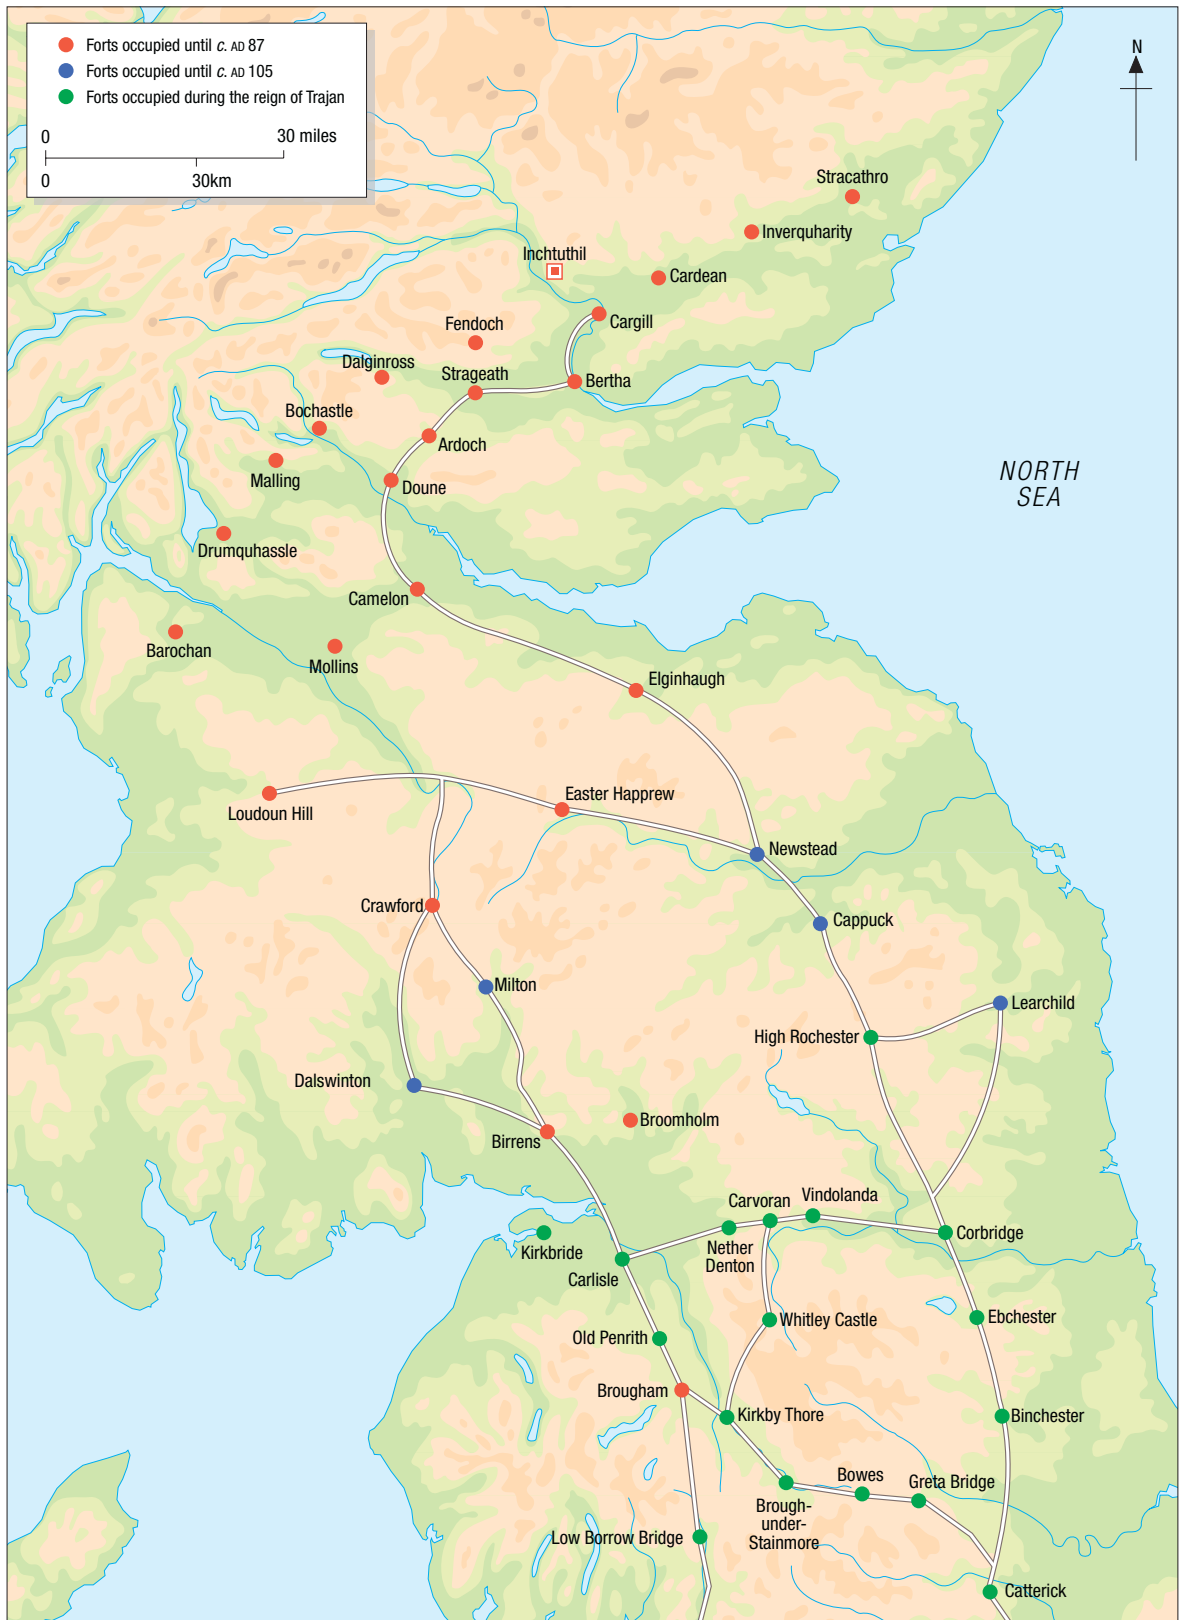 Forts occupied until c. AD 87
Forts occupied until c. AD 105
Forts occupied during the reign of Trajan
0 30 miles
0 30km
N
Stracathro
Inverquharity
Inchtuthil
Cardean
Cargill
Fendoch
Dalginross
Strageath
Bertha
Bochastle
Ardoch
Malling
Doune
NORTH
SEA
Drumquhassle
Camelon
Barochan
Mollins
Elginhaugh
Loudoun Hill
Easter Happrew
Newstead
Crawford
Cappuck
Milton
Learchild
High Rochester
Dalswinton
Broomholm
Birrens
Carvoran
Vindolanda
Kirkbride
Nether
Denton
Corbridge
Carlisle
Whitley Castle
Ebchester
Old Penrith
Brougham
Kirkby Thore
Binchester
Bowes
Greta Bridge
Brough-
under-
Stainmore
Low Borrow Bridge
Catterick